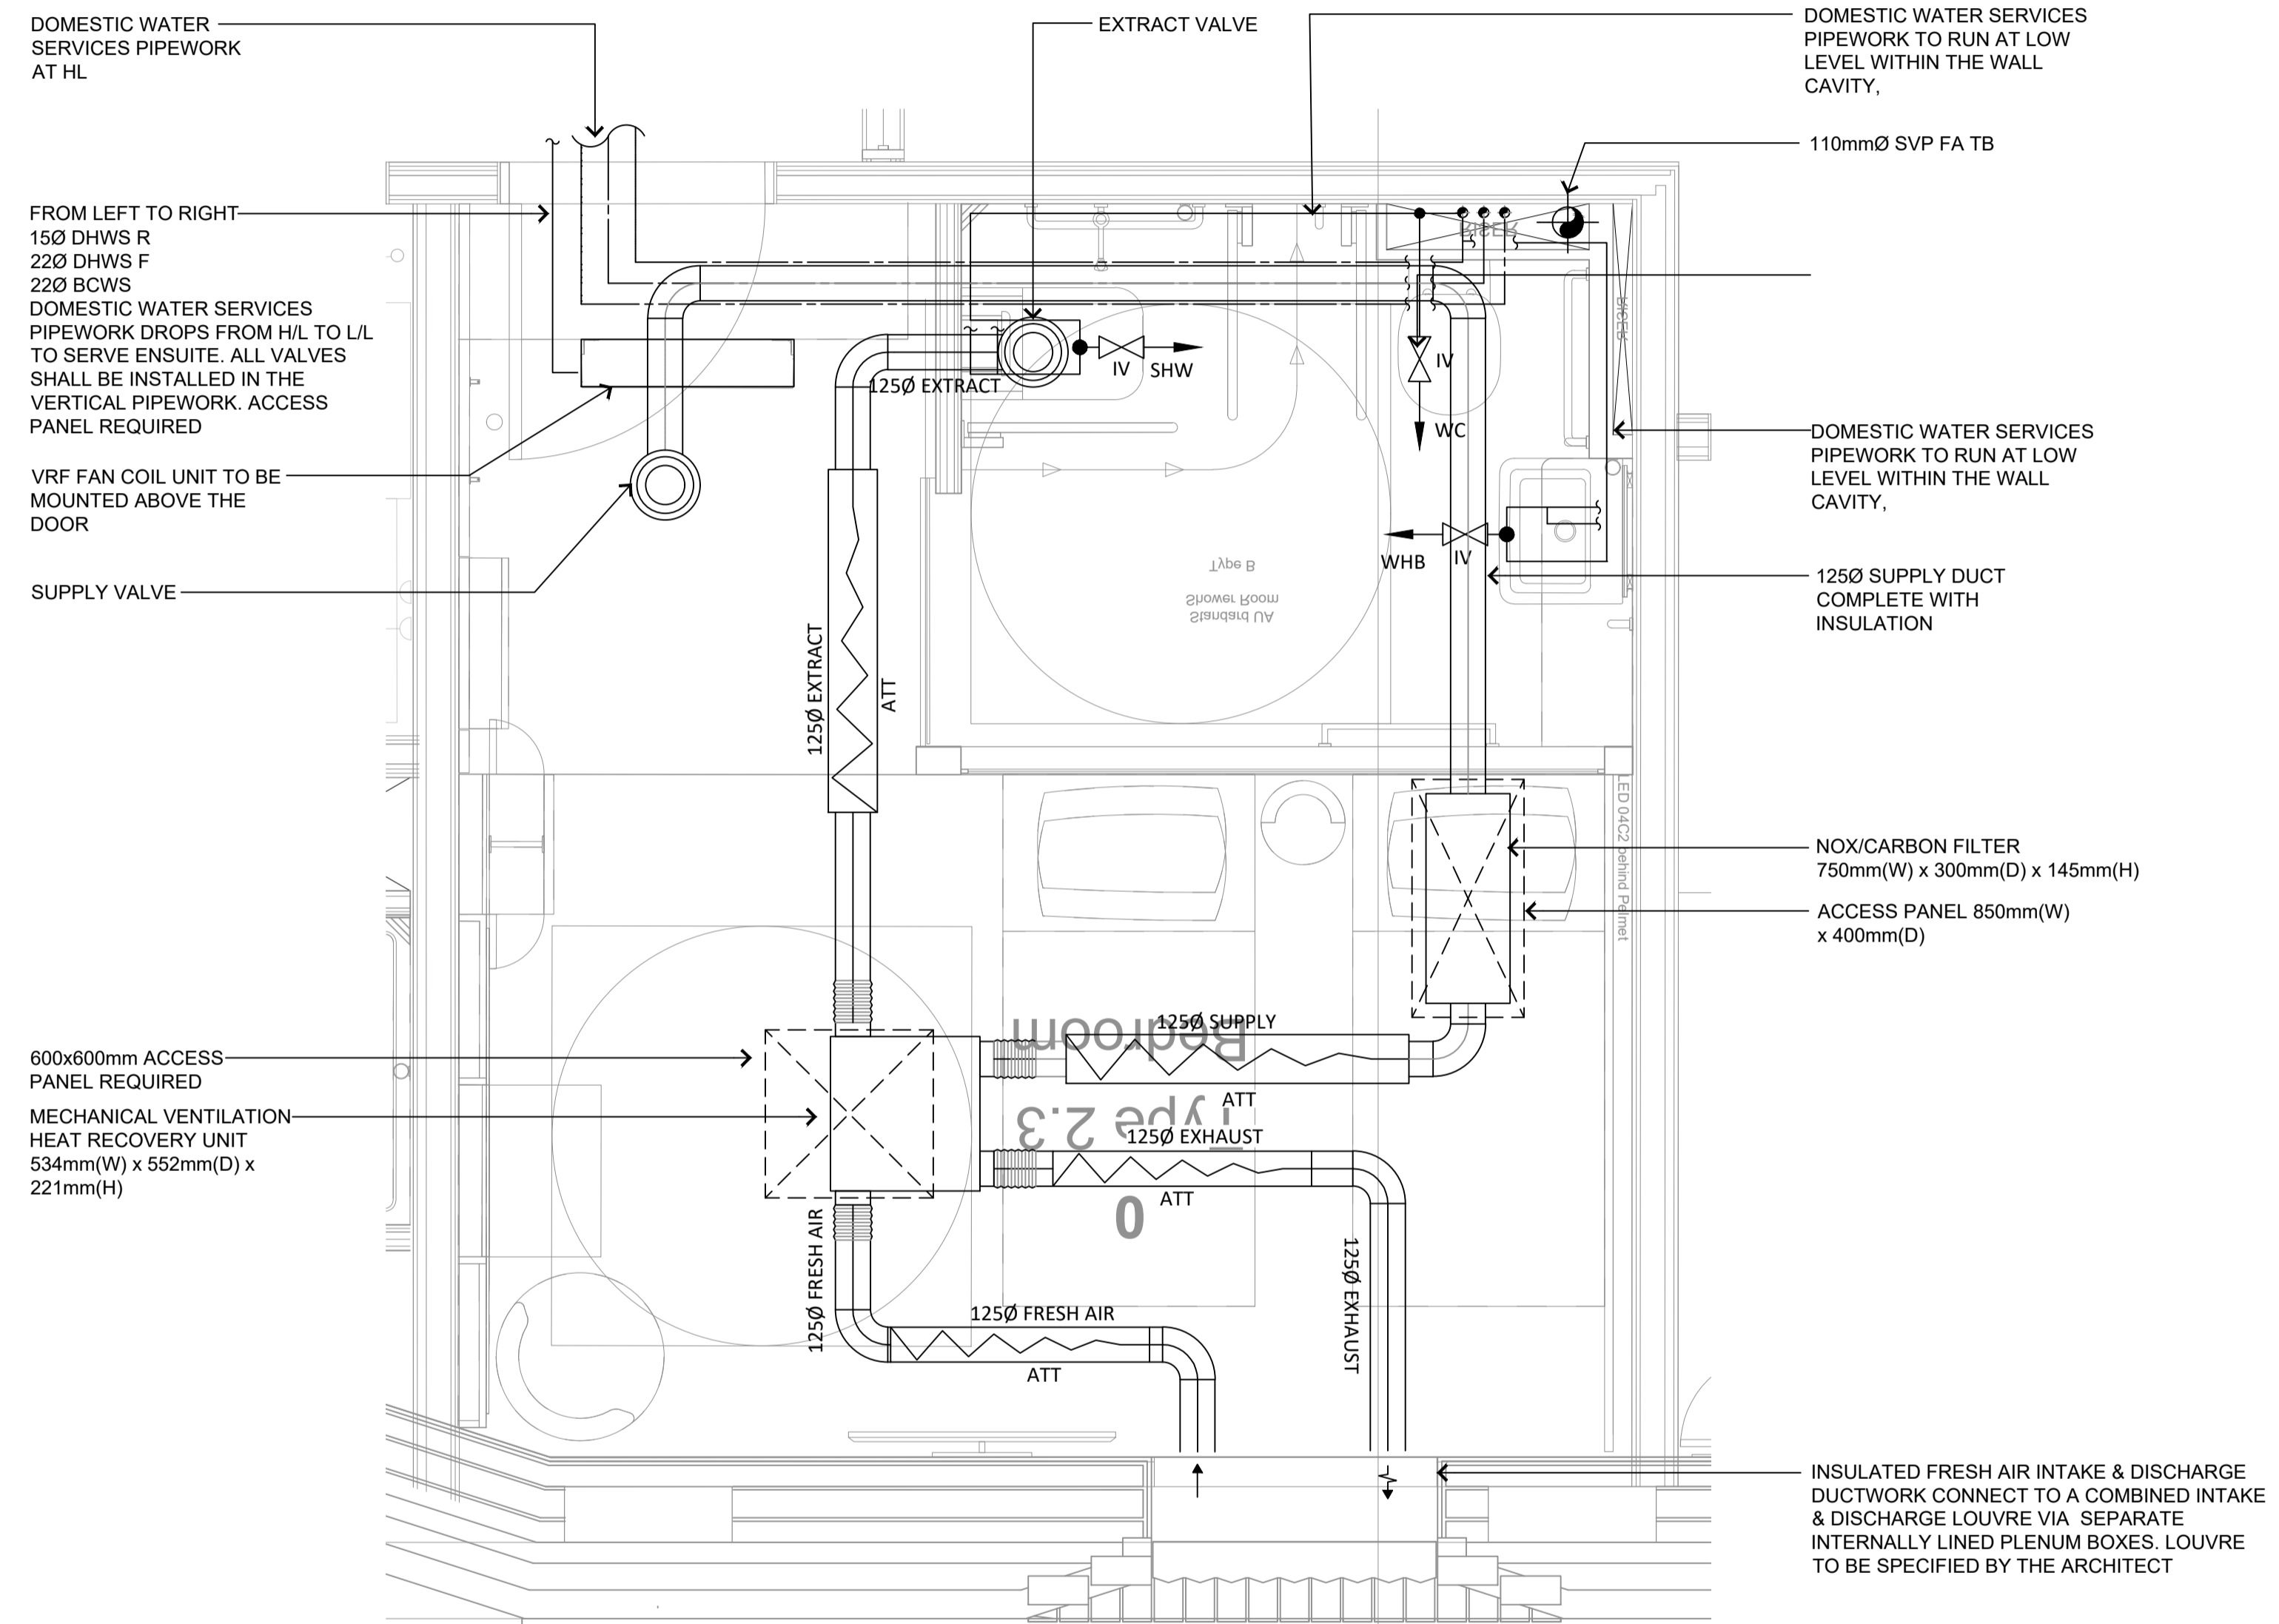 DOMESTIC WATER
SERVICES PIPEWORK
AT HL
EXTRACT VALVE
DOMESTIC WATER SERVICES
PIPEWORK TO RUN AT LOW
LEVEL WITHIN THE WALL
CAVITY,
110mmØ SVP FA TB
FROM LEFT TO RIGHT
15Ø DHWS R
22Ø DHWS F
22Ø BCWS
DOMESTIC WATER SERVICES
PIPEWORK DROPS FROM H/L TO L/L
TO SERVE ENSUITE. ALL VALVES
SHALL BE INSTALLED IN THE
VERTICAL PIPEWORK. ACCESS
PANEL REQUIRED
VRF FAN COIL UNIT TO BE
MOUNTED ABOVE THE
DOOR
SUPPLY VALVE
RISER
RISER
125Ø EXTRACT
IV
SHW
IV
WC
DOMESTIC WATER SERVICES
PIPEWORK TO RUN AT LOW
LEVEL WITHIN THE WALL
CAVITY,
WHB
IV
125Ø SUPPLY DUCT
COMPLETE WITH
INSULATION
Standard UA
Shower Room
Type B
125Ø EXTRACT
ATT
LED 04C2 behind Pelmet
NOX/CARBON FILTER
750mm(W) x 300mm(D) x 145mm(H)
ACCESS PANEL 850mm(W)
x 400mm(D)
600x600mm ACCESS
PANEL REQUIRED
MECHANICAL VENTILATION
HEAT RECOVERY UNIT
534mm(W) x 552mm(D) x
221mm(H)
125Ø SUPPLY
Bedroom
ATT
Type 2.3
125Ø EXHAUST
ATT
0
125Ø FRESH AIR
125Ø FRESH AIR
ATT
125Ø EXHAUST
INSULATED FRESH AIR INTAKE & DISCHARGE
DUCTWORK CONNECT TO A COMBINED INTAKE
& DISCHARGE LOUVRE VIA SEPARATE
INTERNALLY LINED PLENUM BOXES. LOUVRE
TO BE SPECIFIED BY THE ARCHITECT